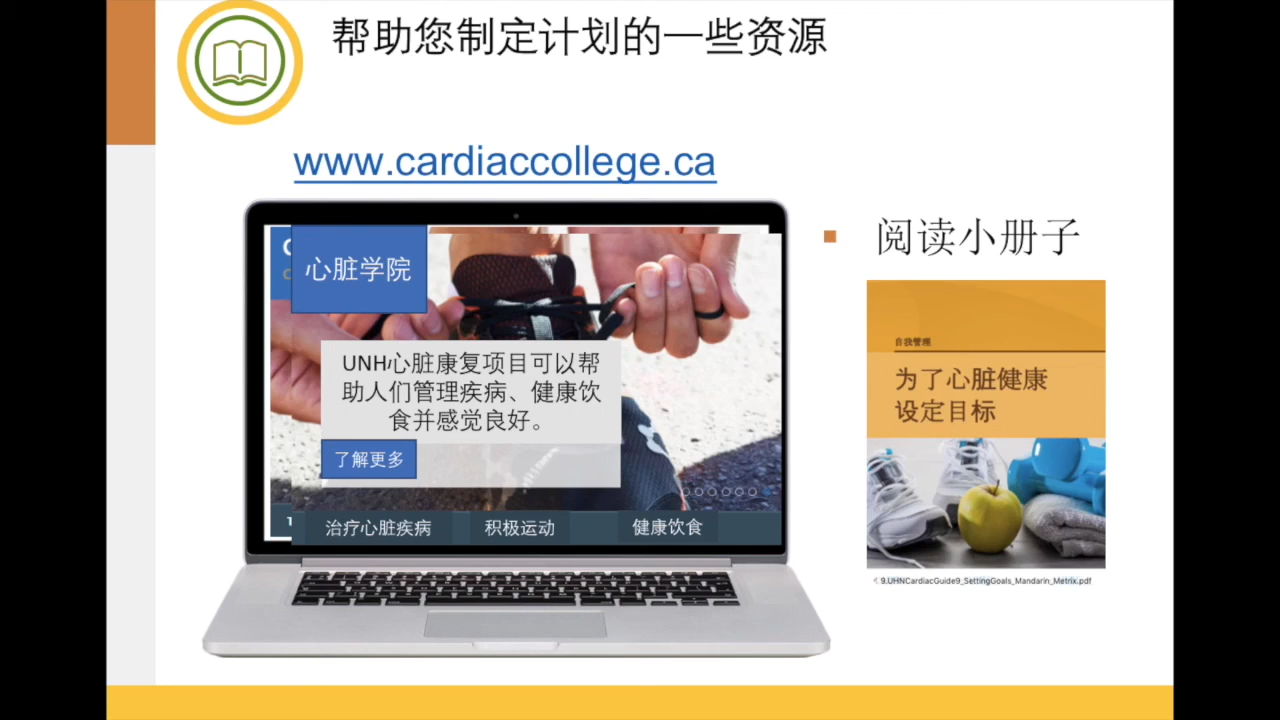 帮助您制定计划的一些资源
www.cardiaccollege.ca
心脏学院
UNH心脏康复项目可以帮
助人们管理疾病、健康饮
食并感觉良好。
了解更多
治疗心脏疾病
积极运动
健康饮食
阅读小册子
自我管理
为了心脏健康
设定目标
9.UHNCardiacGuide9_SettingGoals_Mandarin_Metrix.pdf